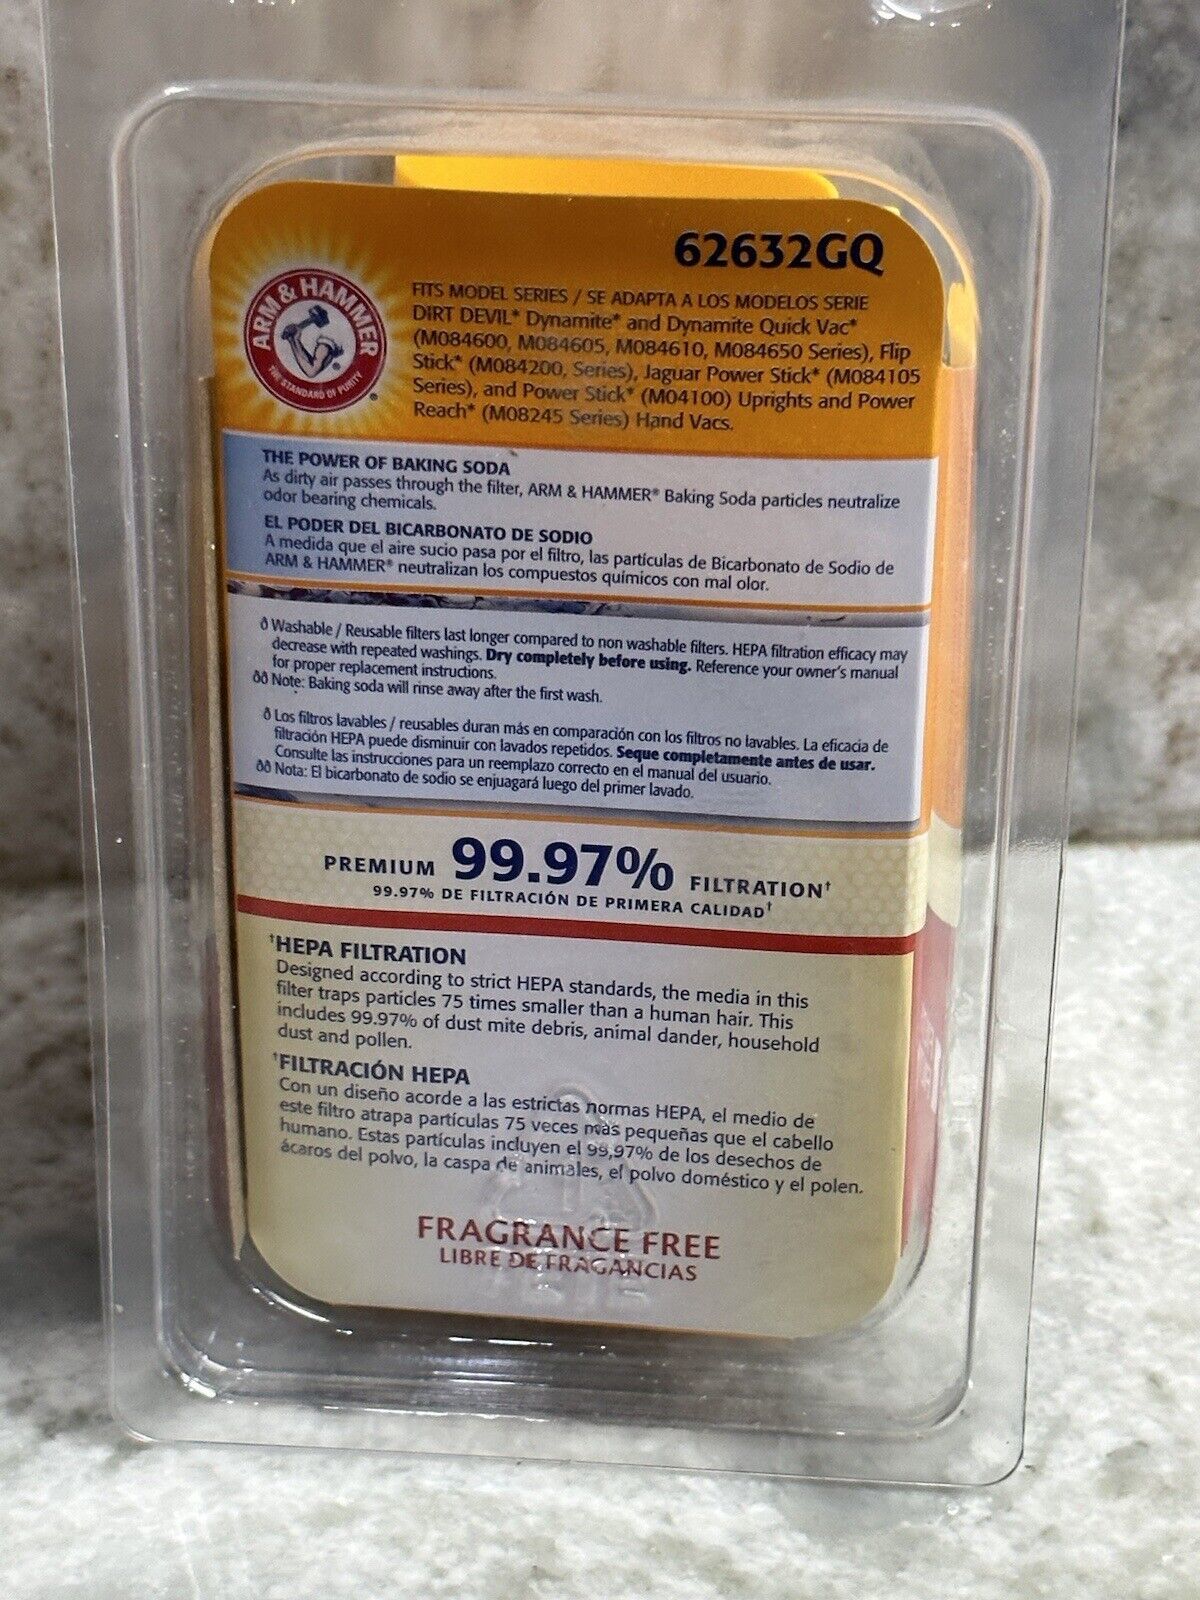 62632GQ
ARM & HAMMER
THE STANDARD OF PURITY
FITS MODEL SERIES / SE ADAPTA A LOS MODELOS SERIE
DIRT DEVIL* Dynamite* and Dynamite Quick Vac*
(M084600, M084605, M084610, M084650 Series), Flip
Stick* (M084200, Series), Jaguar Power Stick* (M084105
Series), and Power Stick* (M04100) Uprights and Power
Reach* (M08245 Series) Hand Vacs.
THE POWER OF BAKING SODA
As dirty air passes through the filter, ARM & HAMMER® Baking Soda particles neutralize
odor bearing chemicals.
EL PODER DEL BICARBONATO DE SODIO
A medida que el aire sucio pasa por el filtro, las partículas de Bicarbonato de Sodio de
ARM & HAMMER® neutralizan los compuestos químicos con mal olor.
ð Washable / Reusable filters last longer compared to non washable filters. HEPA filtration efficacy may
decrease with repeated washings. Dry completely before using. Reference your owner's manual
for proper replacement instructions.
ðð Note: Baking soda will rinse away after the first wash.
ð Los filtros lavables / reusables duran más en comparación con los filtros no lavables. La eficacia de
filtración HEPA puede disminuir con lavados repetidos. Seque completamente antes de usar.
Consulte las instrucciones para un reemplazo correcto en el manual del usuario.
ðð Nota: El bicarbonato de sodio se enjuagará luego del primer lavado.
PREMIUM 99.97% FILTRATION†
99.97% DE FILTRACIÓN DE PRIMERA CALIDAD†
†HEPA FILTRATION
Designed according to strict HEPA standards, the media in this
filter traps particles 75 times smaller than a human hair. This
includes 99.97% of dust mite debris, animal dander, household
dust and pollen.
†FILTRACIÓN HEPA
Con un diseño acorde a las estrictas normas HEPA, el medio de
este filtro atrapa partículas 75 veces más pequeñas que el cabello
humano. Estas partículas incluyen el 99,97% de los desechos de
ácaros del polvo, la caspa de animales, el polvo doméstico y el polen.
FRAGRANCE FREE
LIBRE DE FRAGANCIAS